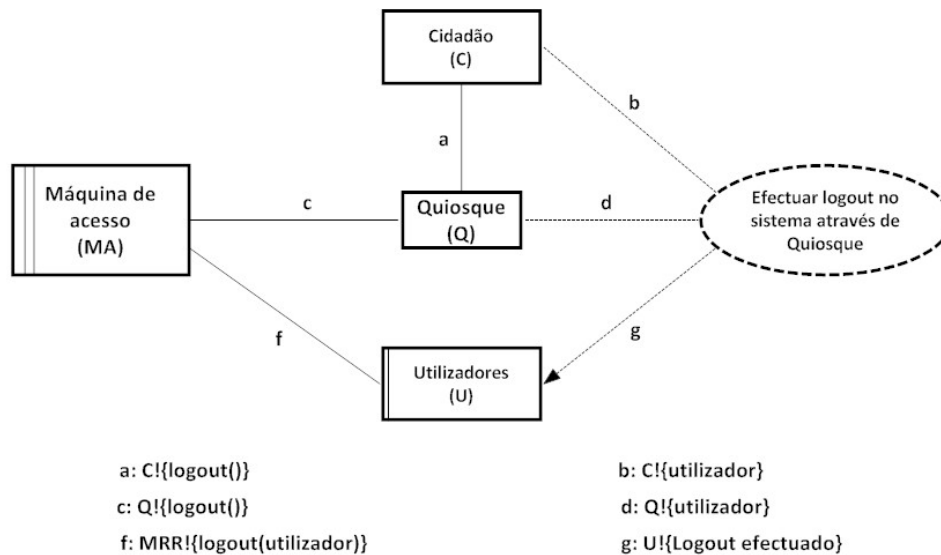 Cidadão
(C)
b
a
Máquina de
acesso
(MA)
c
Quiosque
(Q)
d
Efectuar logout no
sistema através de
Quiosque
f
g
Utilizadores
(U)
a: C!{logout()}
b: C!{utilizador}
c: Q!{logout()}
d: Q!{utilizador}
f: MRR!{logout(utilizador)}
g: U!{Logout efectuado}